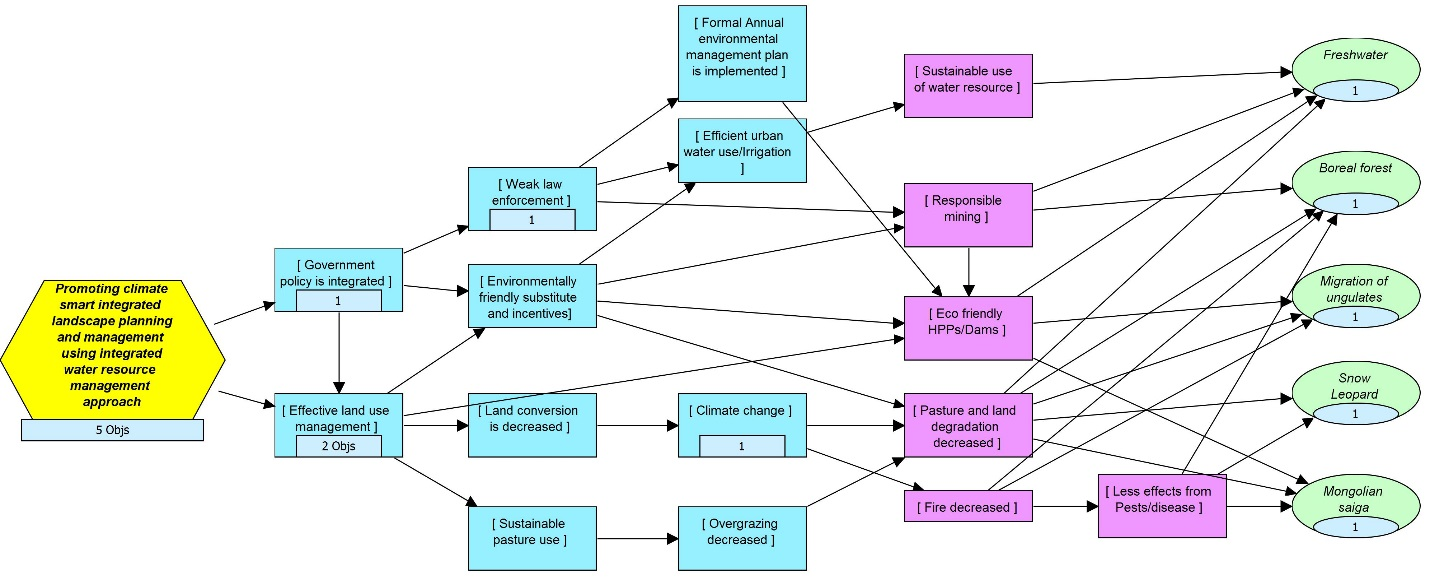 Promoting climate
smart integrated
landscape planning
and management
using integrated
water resource
management
approach
5 Objs
[ Government
policy is integrated ]
1
[ Effective land use
management ]
2 Objs
[ Weak law
enforcement ]
1
[ Environmentally
friendly substitute
and incentives]
[ Land conversion
is decreased ]
[ Sustainable
pasture use ]
[ Formal Annual
environmental
management plan
is implemented ]
[ Efficient urban
water use/Irrigation
]
[ Climate change ]
1
[ Overgrazing
decreased ]
[ Sustainable use
of water resource ]
[ Responsible
mining ]
[ Eco friendly
HPPs/Dams ]
[ Pasture and land
degradation
decreased ]
[ Fire decreased ]
[ Less effects from
Pests/disease ]
Freshwater
1
Boreal forest
1
Migration of
ungulates
1
Snow
Leopard
1
Mongolian
saiga
1